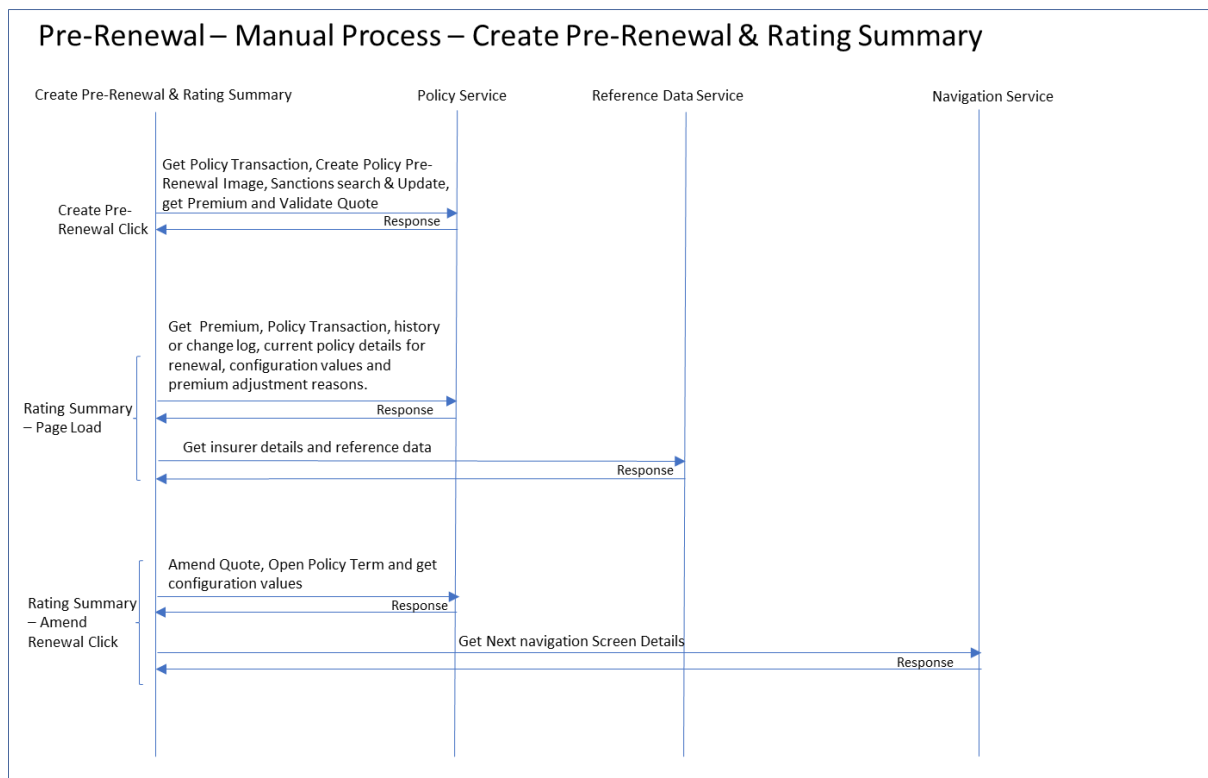 Pre-Renewal – Manual Process – Create Pre-Renewal & Rating Summary
Create Pre-Renewal & Rating Summary
Policy Service
Reference Data Service
Navigation Service
Get Policy Transaction, Create Policy Pre-
Renewal Image, Sanctions search & Update,
get Premium and Validate Quote
Create Pre-
Renewal Click
Response
Get  Premium, Policy Transaction, history
or change log, current policy details for
renewal, configuration values and
premium adjustment reasons.
Response
Rating Summary
– Page Load
Get insurer details and reference data
Response
Amend Quote, Open Policy Term and get
configuration values
Response
Rating Summary
– Amend
Renewal Click
Get Next navigation Screen Details
Response